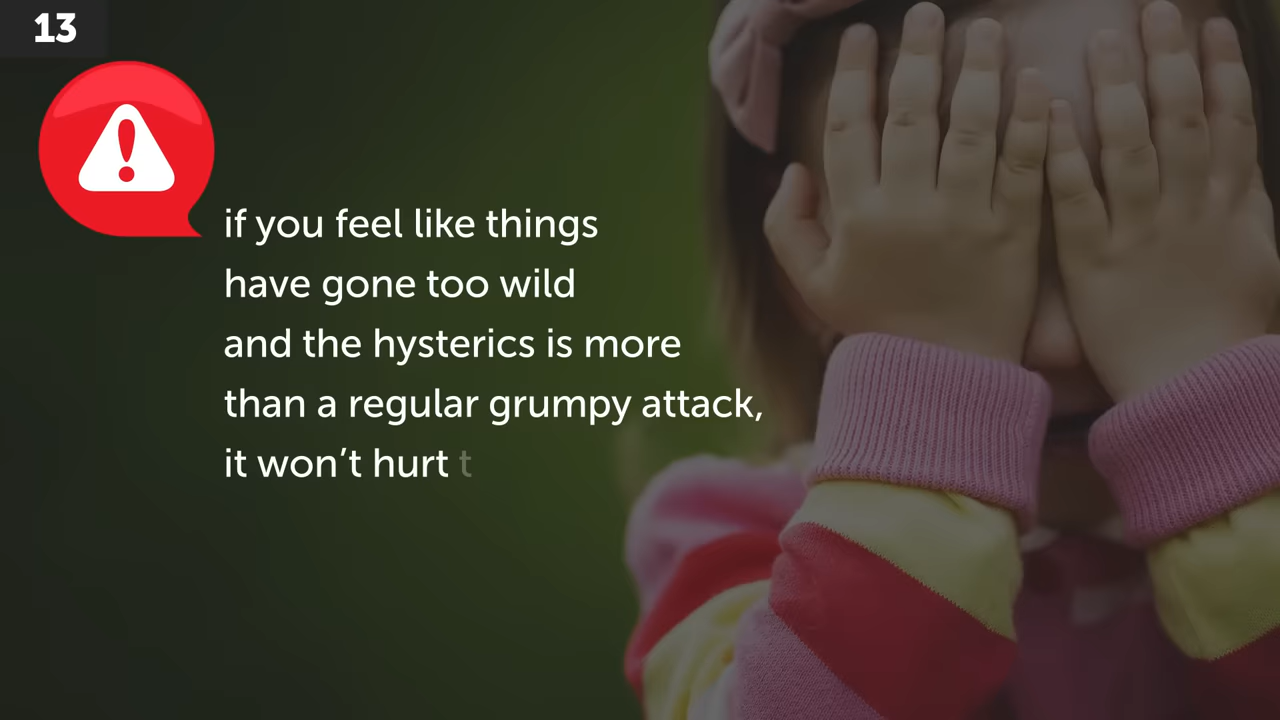 13
if you feel like things
have gone too wild
and the hysterics is more
than a regular grumpy attack,
it won’t hurt t